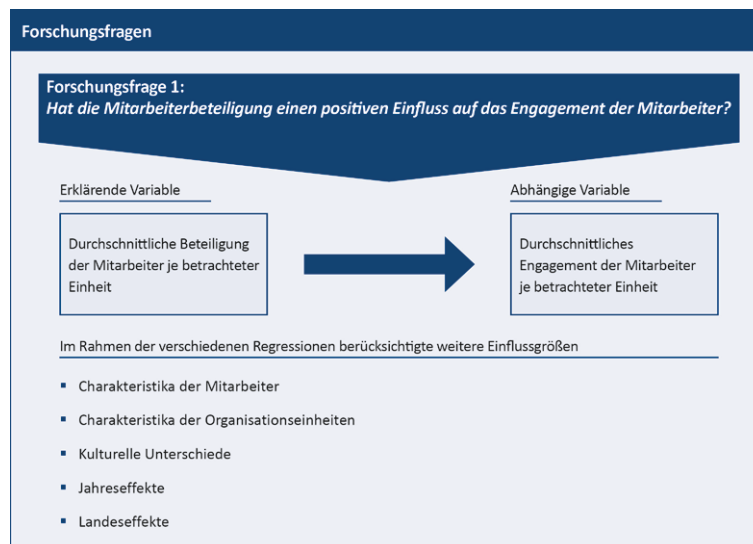 Forschungsfragen
Forschungsfrage 1:
Hat die Mitarbeiterbeteiligung einen positiven Einfluss auf das Engagement der Mitarbeiter?
Erklärende Variable
Durchschnittliche Beteiligung
der Mitarbeiter je betrachteter
Einheit
Abhängige Variable
Durchschnittliches
Engagement der Mitarbeiter
je betrachteter Einheit
Im Rahmen der verschiedenen Regressionen berücksichtigte weitere Einflussgrößen
▪ Charakteristika der Mitarbeiter
▪ Charakteristika der Organisationseinheiten
▪ Kulturelle Unterschiede
▪ Jahreseffekte
▪ Landeseffekte